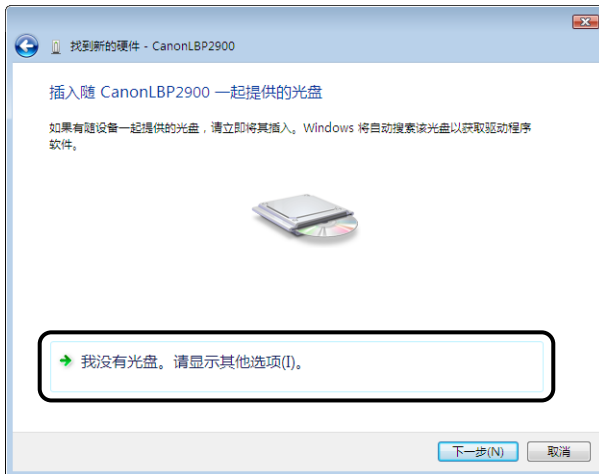 找到新的硬件 - CanonLBP2900
插入随 CanonLBP2900 一起提供的光盘
如果有随设备一起提供的光盘，请立即将其插入。Windows 将自动搜索该光盘以获取驱动程序
软件。
我没有光盘。请显示其他选项(I)。
下一步(N)
取消